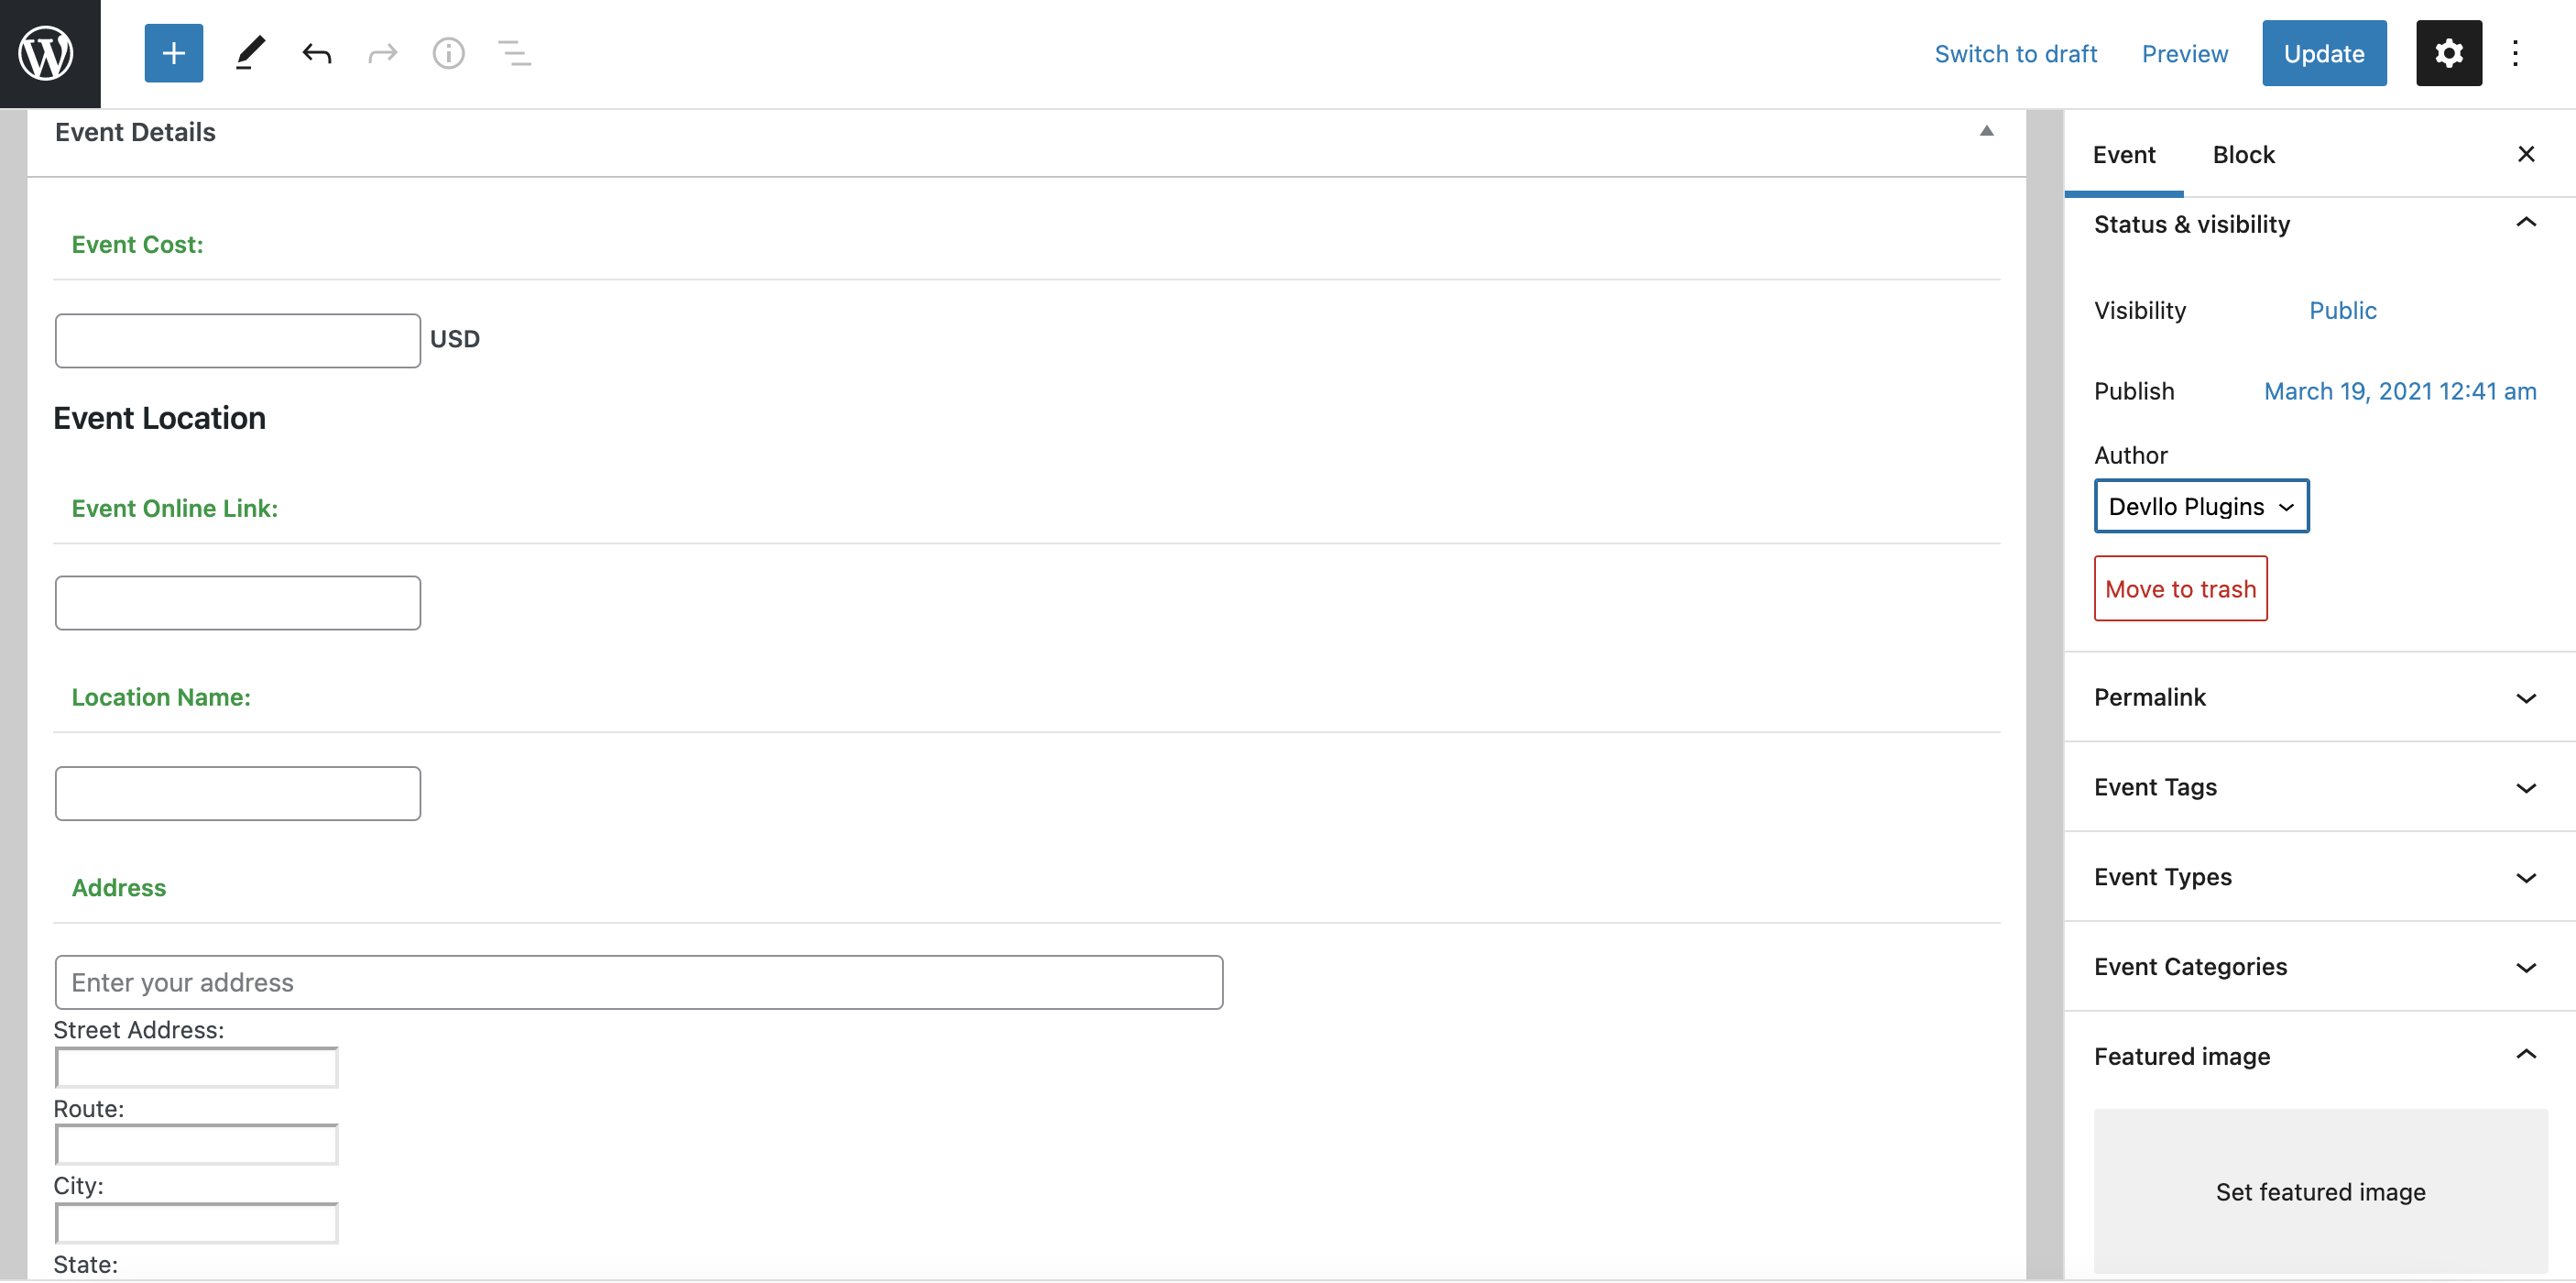 Switch to draft
Preview
Update
Event Details
Event Cost:
USD
Event Location
Event Online Link:
Location Name:
Address
Enter your address
Street Address:
Route:
City:
State:
Event
Block
Status & visibility
Visibility
Public
Publish
March 19, 2021 12:41 am
Author
Devllo Plugins
Move to trash
Permalink
Event Tags
Event Types
Event Categories
Featured image
Set featured image